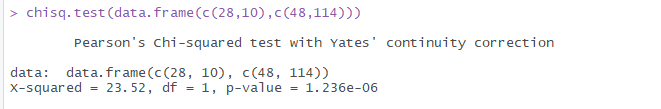 > chisq.test(data.frame(c(28,10),c(48,114)))
Pearson's Chi-squared test with Yates' continuity correction
data:  data.frame(c(28, 10), c(48, 114))
X-squared = 23.52, df = 1, p-value = 1.236e-06